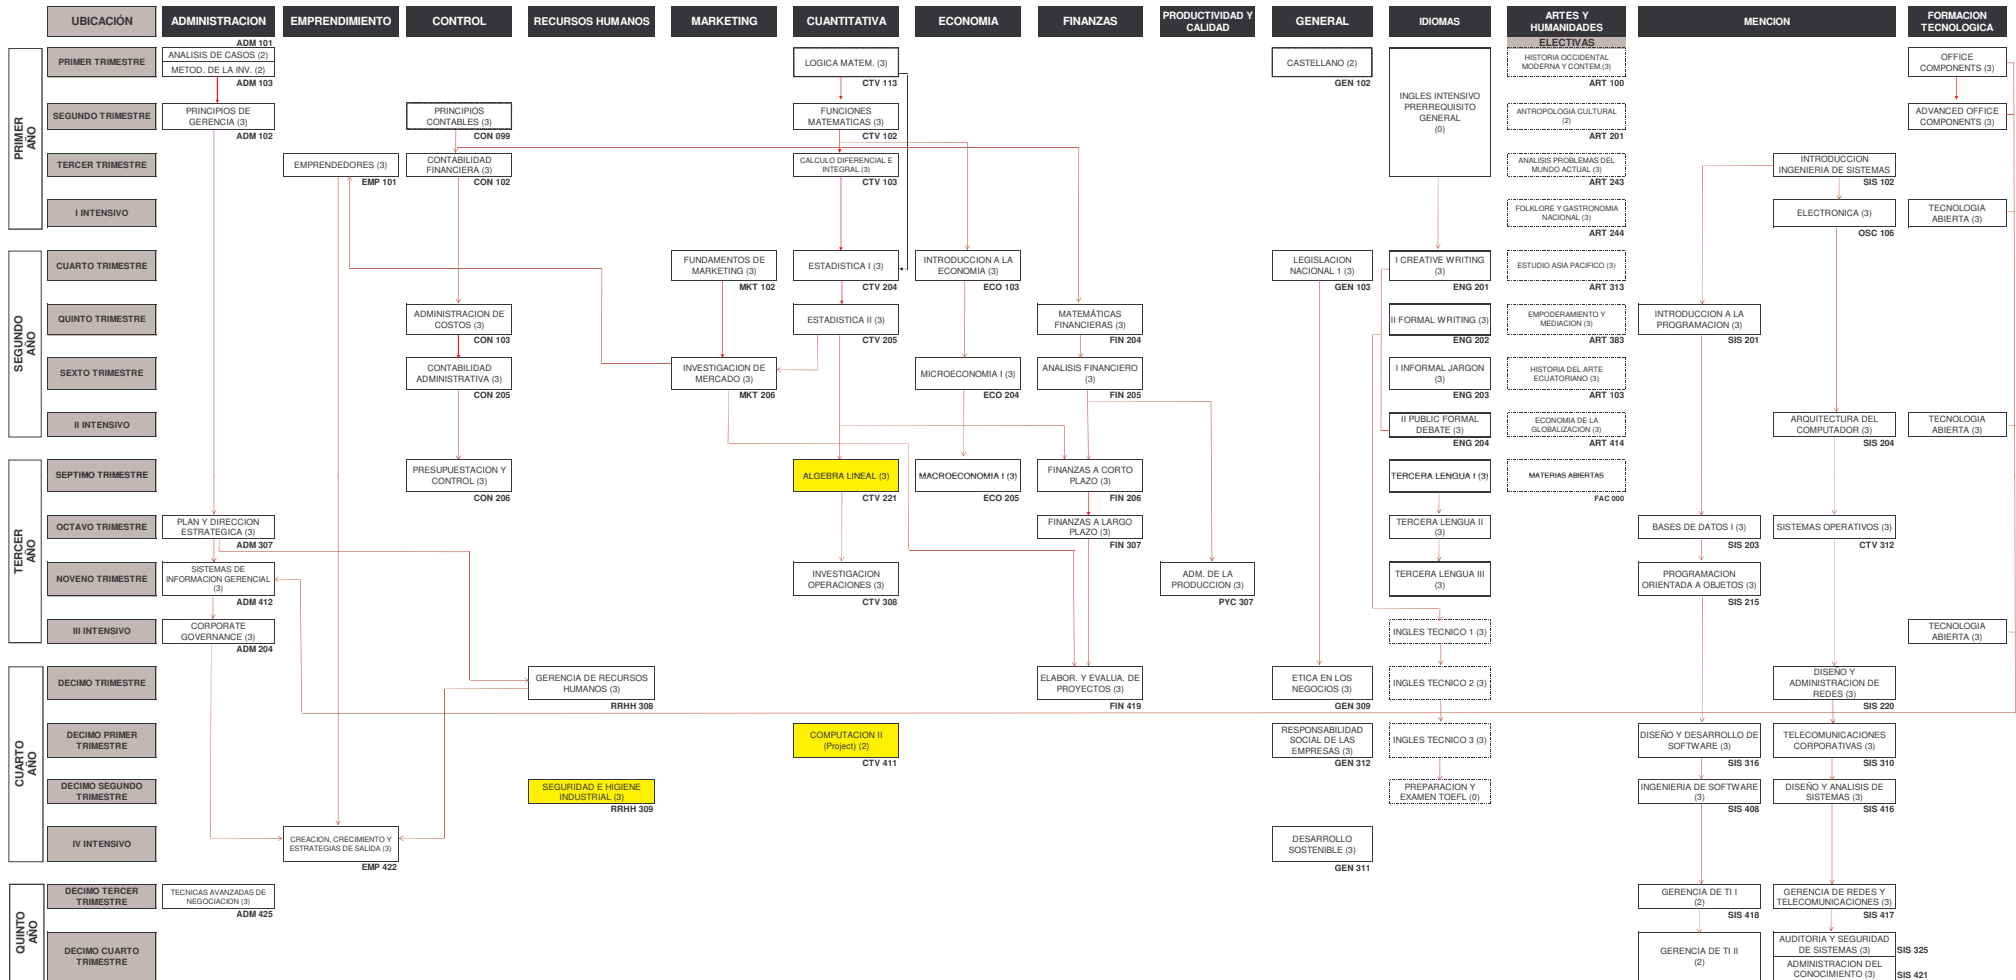 UBICACIÓN
ADMINISTRACION
EMPRENDIMIENTO
CONTROL
RECURSOS HUMANOS
MARKETING
CUANTITATIVA
ECONOMIA
FINANZAS
PRODUCTIVIDAD Y
CALIDAD
GENERAL
IDIOMAS
ARTES Y
HUMANIDADES
MENCION
FORMACION
TECNOLOGICA
ELECTIVAS
PRIMER
AÑO
PRIMER TRIMESTRE
ADM 101
ANALISIS DE CASOS (2)
METOD. DE LA INV. (2)
ADM 103
LOGICA MATEM. (3)
CTV 113
CASTELLANO (2)
GEN 102
INGLES INTENSIVO
PRERREQUISITO
GENERAL
(0)
HISTORIA OCCIDENTAL
MODERNA Y CONTEM.(3)
ART 100
OFFICE
COMPONENTS (3)
SEGUNDO TRIMESTRE
PRINCIPIOS DE
GERENCIA (3)
ADM 102
PRINCIPIOS
CONTABLES (3)
CON 099
FUNCIONES
MATEMATICAS (3)
CTV 102
ANTROPOLOGIA CULTURAL
(2)
ART 201
ADVANCED OFFICE
COMPONENTS (3)
TERCER TRIMESTRE
EMPRENDEDORES (3)
EMP 101
CONTABILIDAD
FINANCIERA (3)
CON 102
CALCULO DIFERENCIAL E
INTEGRAL (3)
CTV 103
ANALISIS PROBLEMAS DEL
MUNDO ACTUAL (3)
ART 243
INTRODUCCION
INGENIERIA DE SISTEMAS
SIS 102
I INTENSIVO
FOLKLORE Y GASTRONOMIA
NACIONAL (3)
ART 244
ELECTRONICA (3)
OSC 106
TECNOLOGIA
ABIERTA (3)
SEGUNDO
AÑO
CUARTO TRIMESTRE
FUNDAMENTOS DE
MARKETING (3)
MKT 102
ESTADISTICA I (3)
CTV 204
INTRODUCCION A LA
ECONOMIA (3)
ECO 103
LEGISLACION
NACIONAL 1 (3)
GEN 103
I CREATIVE WRITING
(3)
ENG 201
ESTUDIO ASIA PACIFICO (3)
ART 313
QUINTO TRIMESTRE
ADMINISTRACION DE
COSTOS (3)
CON 103
ESTADISTICA II (3)
CTV 205
MATEMÁTICAS
FINANCIERAS (3)
FIN 204
II FORMAL WRITING (3)
ENG 202
EMPODERAMIENTO Y
MEDIACION (3)
ART 383
INTRODUCCION A LA
PROGRAMACION (3)
SIS 201
SEXTO TRIMESTRE
CONTABILIDAD
ADMINISTRATIVA (3)
CON 205
INVESTIGACION DE
MERCADO (3)
MKT 206
MICROECONOMIA I (3)
ECO 204
ANALISIS FINANCIERO
(3)
FIN 205
I INFORMAL JARGON
(3)
ENG 203
HISTORIA DEL ARTE
ECUATORIANO (3)
ART 103
II INTENSIVO
II PUBLIC FORMAL
DEBATE (3)
ENG 204
ECONOMIA DE LA
GLOBALIZACION (3)
ART 414
ARQUITECTURA DEL
COMPUTADOR (3)
SIS 204
TECNOLOGIA
ABIERTA (3)
TERCER
AÑO
SEPTIMO TRIMESTRE
PRESUPUESTACION Y
CONTROL (3)
CON 206
ALGEBRA LINEAL (3)
CTV 221
MACROECONOMIA I (3)
ECO 205
FINANZAS A CORTO
PLAZO (3)
FIN 206
TERCERA LENGUA I (3)
MATERIAS ABIERTAS
FAC 000
OCTAVO TRIMESTRE
PLAN Y DIRECCION
ESTRATEGICA (3)
ADM 307
FINANZAS A LARGO
PLAZO (3)
FIN 307
TERCERA LENGUA II
(3)
BASES DE DATOS I (3)
SIS 203
SISTEMAS OPERATIVOS (3)
CTV 312
NOVENO TRIMESTRE
SISTEMAS DE
INFORMACION GERENCIAL
(3)
ADM 412
INVESTIGACION
OPERACIONES (3)
CTV 308
ADM. DE LA
PRODUCCION (3)
PYC 307
TERCERA LENGUA III
(3)
PROGRAMACION
ORIENTADA A OBJETOS (3)
SIS 215
III INTENSIVO
CORPORATE
GOVERNANCE (3)
ADM 204
INGLES TECNICO 1 (3)
TECNOLOGIA
ABIERTA (3)
CUARTO
AÑO
DECIMO TRIMESTRE
GERENCIA DE RECURSOS
HUMANOS (3)
RRHH 308
ELABOR. Y EVALUA. DE
PROYECTOS (3)
FIN 419
ETICA EN LOS
NEGOCIOS (3)
GEN 309
INGLES TECNICO 2 (3)
DISEÑO Y
ADMINISTRACION DE
REDES (3)
SIS 220
DECIMO PRIMER
TRIMESTRE
COMPUTACION II
(Project) (2)
CTV 411
RESPONSABILIDAD
SOCIAL DE LAS
EMPRESAS (3)
GEN 312
INGLES TECNICO 3 (3)
DISEÑO Y DESARROLLO DE
SOFTWARE (3)
SIS 316
TELECOMUNICACIONES
CORPORATIVAS (3)
SIS 310
DECIMO SEGUNDO
TRIMESTRE
SEGURIDAD E HIGIENE
INDUSTRIAL (3)
RRHH 309
PREPARACION Y
EXAMEN TOEFL (0)
INGENIERIA DE SOFTWARE
(3)
SIS 408
DISEÑO Y ANALISIS DE
SISTEMAS (3)
SIS 416
IV INTENSIVO
CREACION, CRECIMIENTO Y
ESTRATEGIAS DE SALIDA (3)
EMP 422
DESARROLLO
SOSTENIBLE (3)
GEN 311
QUINTO
AÑO
DECIMO TERCER
TRIMESTRE
TECNICAS AVANZADAS DE
NEGOCIACION (3)
ADM 425
GERENCIA DE TI I
(2)
SIS 418
GERENCIA DE REDES Y
TELECOMUNICACIONES (3)
SIS 417
DECIMO CUARTO
TRIMESTRE
GERENCIA DE TI II
(2)
AUDITORIA Y SEGURIDAD
DE SISTEMAS (3)
SIS 325
ADMINISTRACION DEL
CONOCIMIENTO (3)
SIS 421